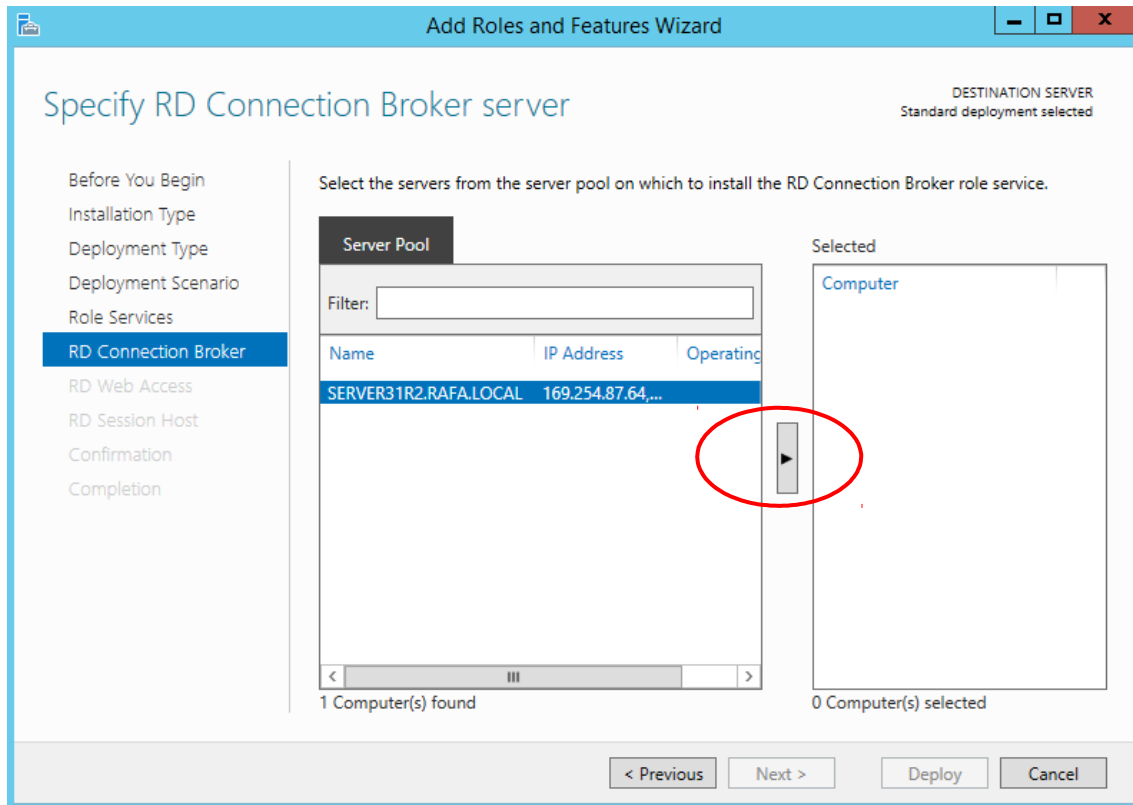 Add Roles and Features Wizard
Specify RD Connection Broker server
DESTINATION SERVER
Standard deployment selected
Before You Begin
Installation Type
Deployment Type
Deployment Scenario
Role Services
RD Connection Broker
RD Web Access
RD Session Host
Confirmation
Completion
Select the servers from the server pool on which to install the RD Connection Broker role service.
Server Pool
Filter:
Name IP Address Operating
SERVER31R2.RAFA.LOCAL 169.254.87.64,...
1 Computer(s) found
Selected
Computer
0 Computer(s) selected
< Previous Next > Deploy Cancel